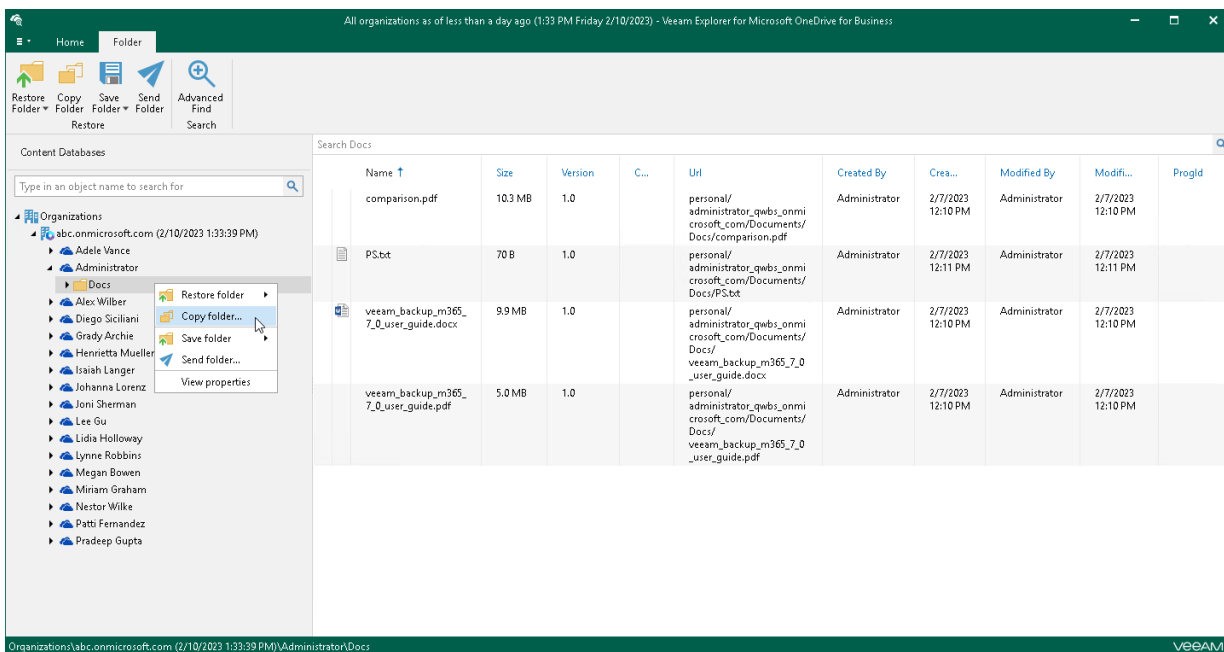 All organizations as of less than a day ago (1:33 PM Friday 2/10/2023) - Veeam Explorer for Microsoft OneDrive for Business
Home Folder
Restore Folder
Copy Folder
Save Folder
Send Folder
Advanced Find
Restore
Search
Content Databases
Type in an object name to search for
Organizations
abc.onmicrosoft.com (2/10/2023 1:33:39 PM)
Adele Vance
Administrator
Docs
Alex Wilber
Diego Siciliani
Grady Archie
Henrietta Mueller
Isaiah Langer
Johanna Lorenz
Joni Sherman
Lee Gu
Lidia Holloway
Lynne Robbins
Megan Bowen
Miriam Graham
Nestor Wilke
Patti Fernandez
Pradeep Gupta
Restore folder
Copy folder...
Save folder
Send folder...
View properties
Search Docs
Name Size Version C... Url Created By Crea... Modified By Modifi... ProgId
comparison.pdf 10.3 MB 1.0 personal/ Administrator 2/7/2023 Administrator 2/7/2023
administrator_qwbs_onmi 12:10 PM 12:10 PM
crosoft_com/Documents/
Docs/comparison.pdf
PS.txt 70 B 1.0 personal/ Administrator 2/7/2023 Administrator 2/7/2023
administrator_qwbs_onmi 12:11 PM 12:11 PM
crosoft_com/Documents/
Docs/PS.txt
veeam_backup_m365_ 9.9 MB 1.0 personal/ Administrator 2/7/2023 Administrator 2/7/2023
7_0_user_guide.docx administrator_qwbs_onmi 12:10 PM 12:10 PM
crosoft_com/Documents/
Docs/
veeam_backup_m365_7_0
_user_guide.docx
veeam_backup_m365_ 5.0 MB 1.0 personal/ Administrator 2/7/2023 Administrator 2/7/2023
7_0_user_guide.pdf administrator_qwbs_onmi 12:10 PM 12:10 PM
crosoft_com/Documents/
Docs/
veeam_backup_m365_7_0
_user_guide.pdf
Organizations\abc.onmicrosoft.com (2/10/2023 1:33:39 PM)\Administrator\Docs
veeam